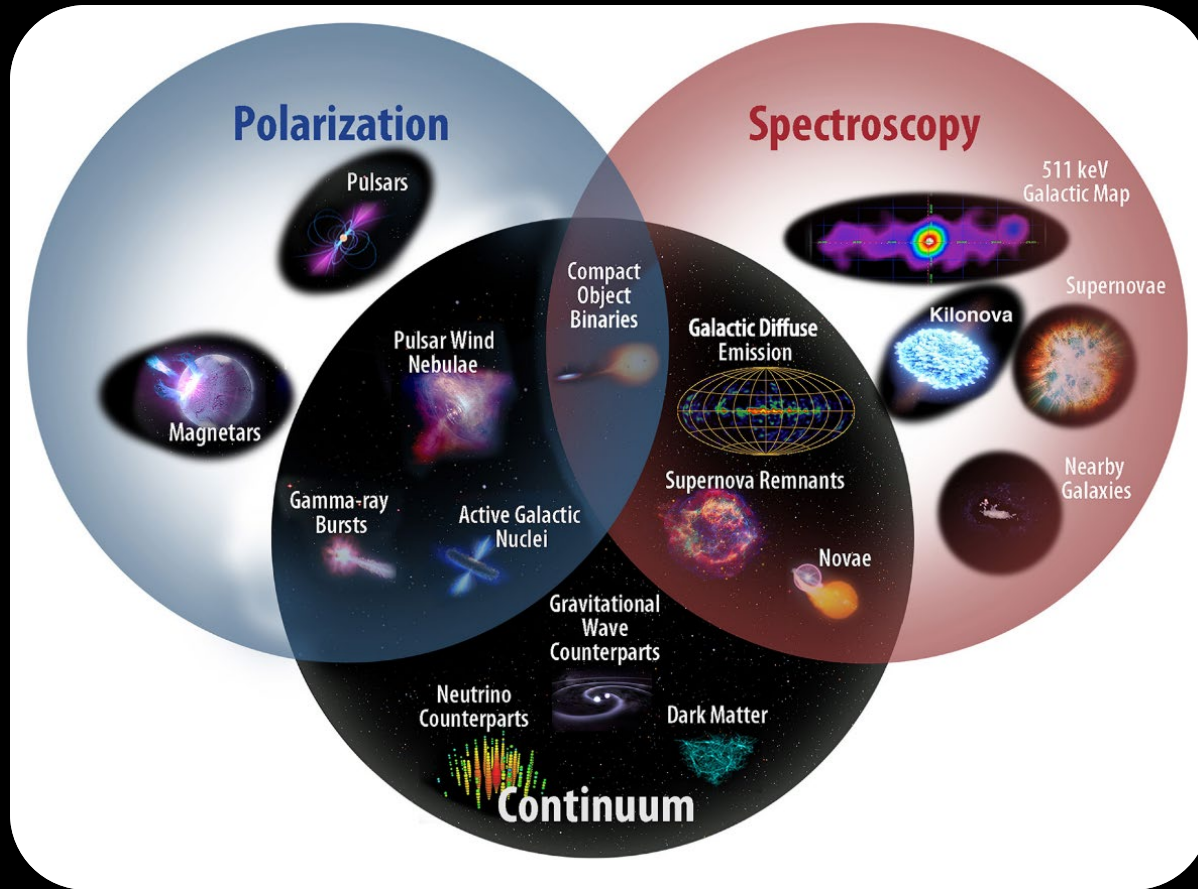 Polarization
Spectroscopy
Pulsars
511 keV
Galactic Map
Compact
Object
Binaries
Supernovae
Kilonova
Galactic Diffuse
Emission
Pulsar Wind
Nebulae
Magnetars
Nearby
Galaxies
Supernova Remnants
Gamma-ray
Bursts
Active Galactic
Nuclei
Novae
Gravitational
Wave
Counterparts
Neutrino
Counterparts
Dark Matter
Continuum